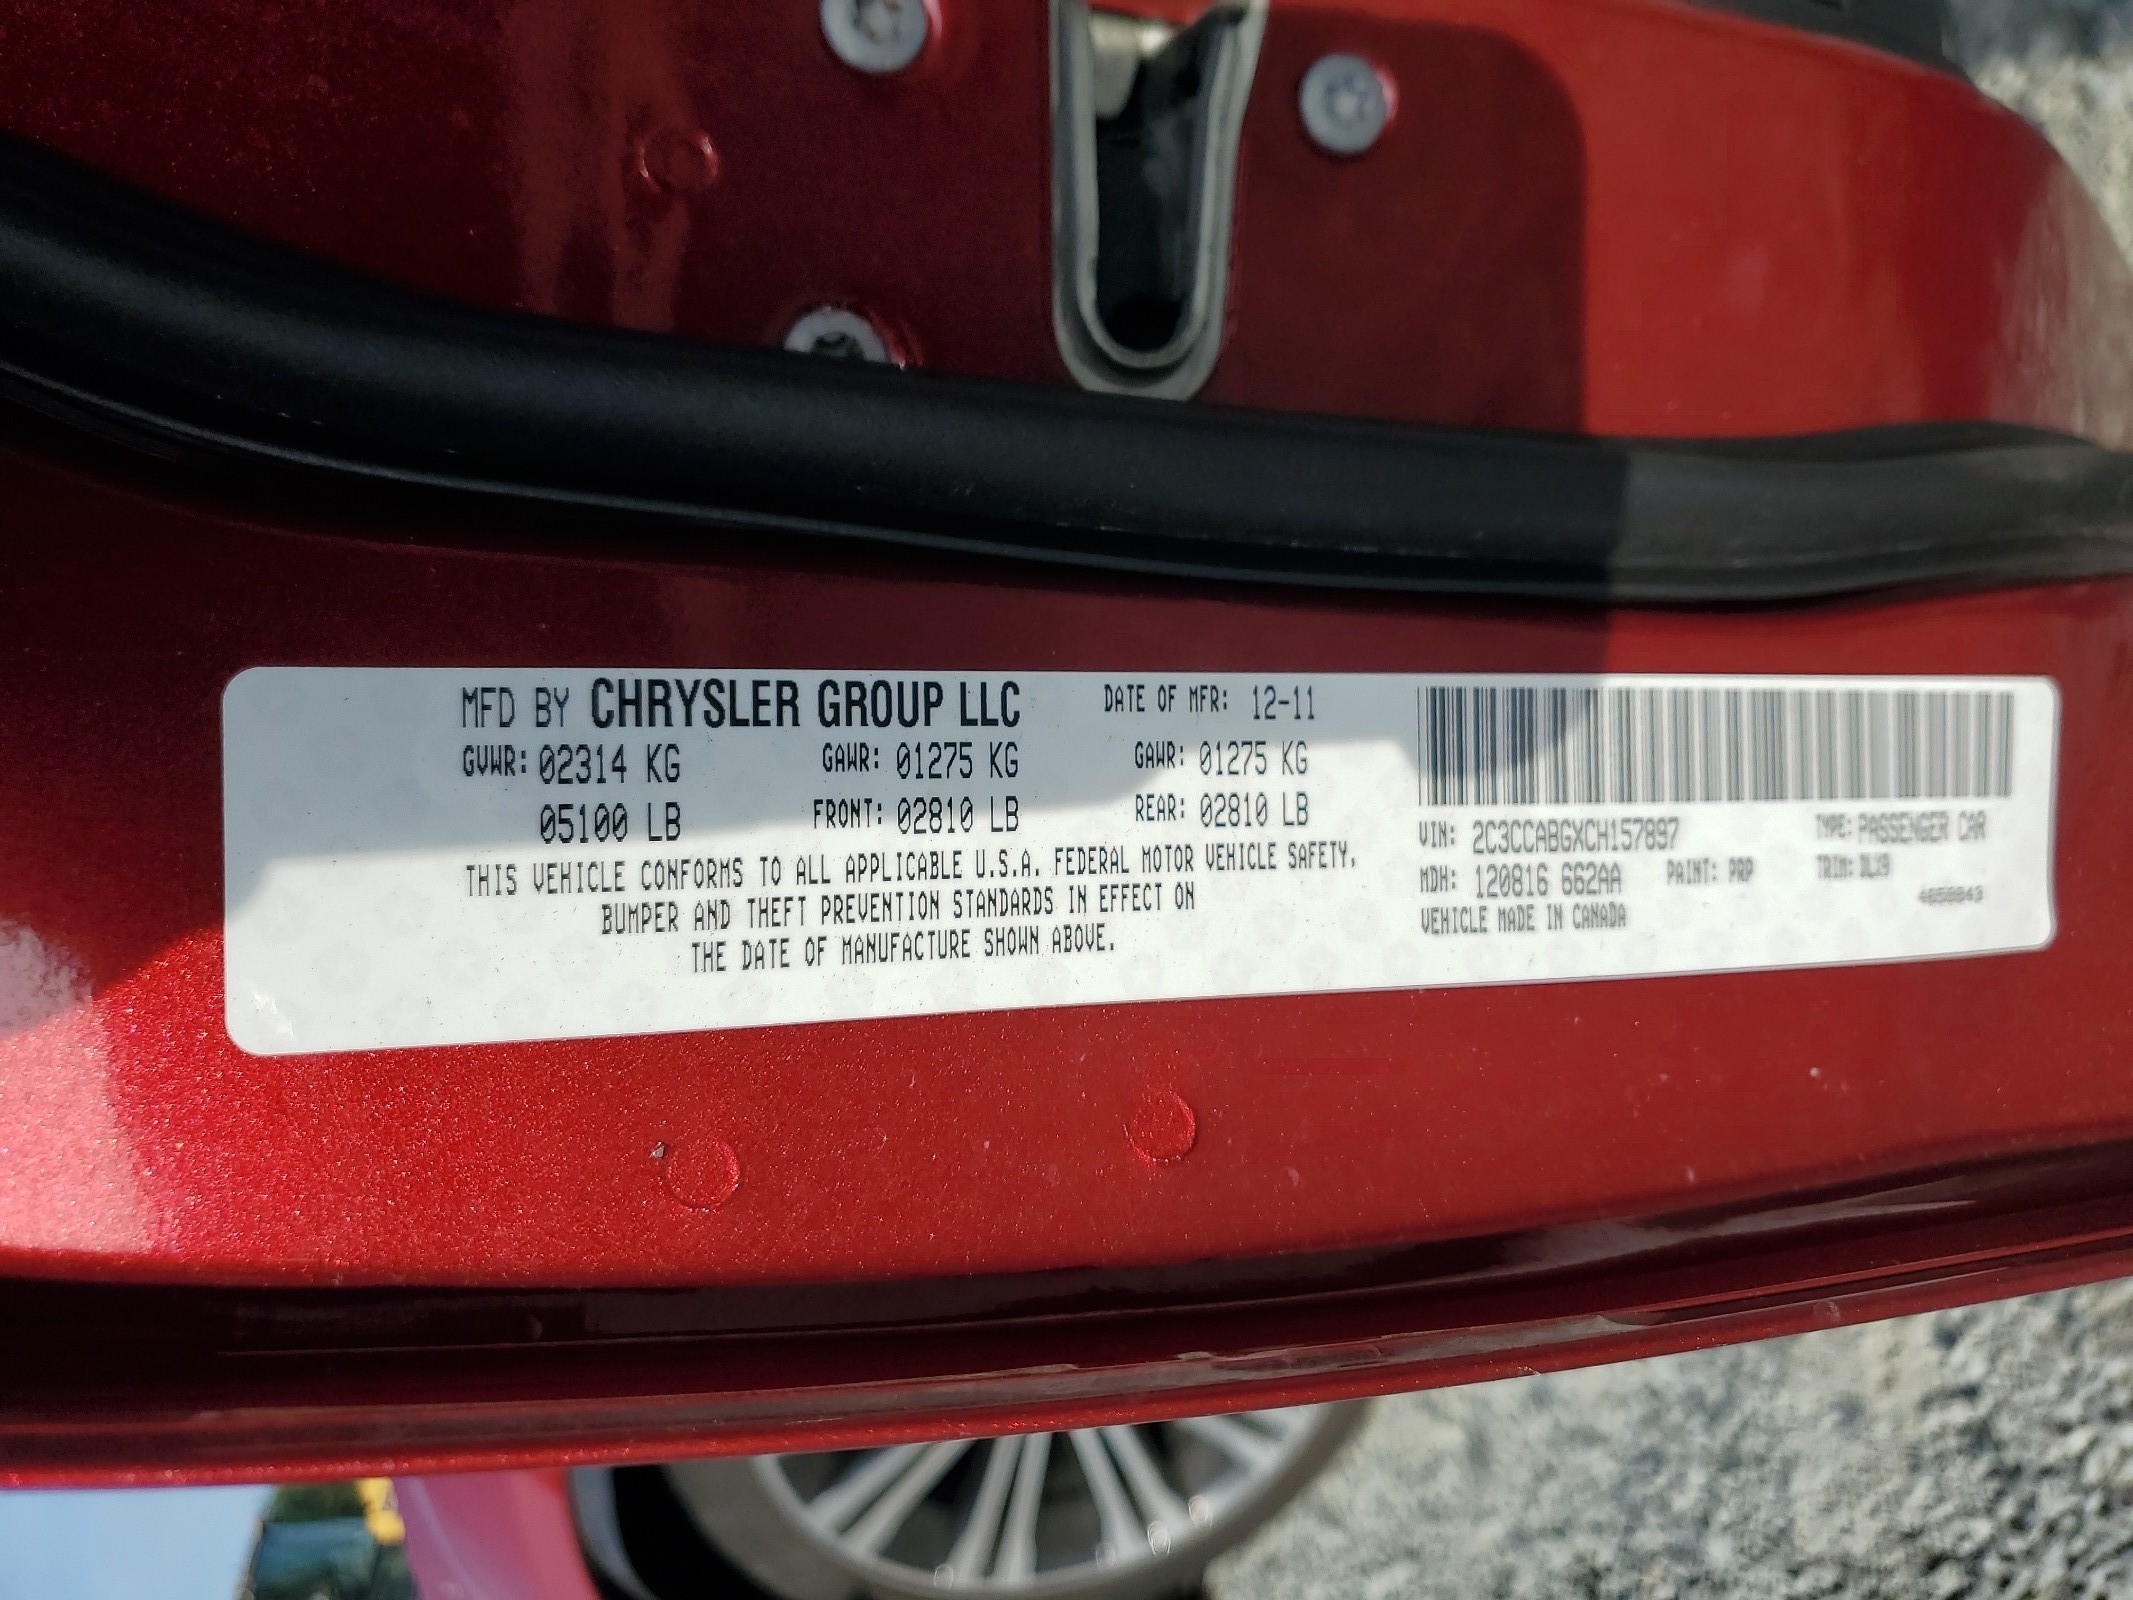 MFD BY CHRYSLER GROUP LLC DATE OF MFR: 12-11
GVWR: 02314 KG GAWR: 01275 KG GAWR: 01275 KG
05100 LB FRONT: 02810 LB REAR: 02810 LB
THIS VEHICLE CONFORMS TO ALL APPLICABLE U.S.A. FEDERAL MOTOR VEHICLE SAFETY,
BUMPER AND THEFT PREVENTION STANDARDS IN EFFECT ON
THE DATE OF MANUFACTURE SHOWN ABOVE.
VIN: 2C3CCABGXCH157897 TYPE: PASSENGER CAR
MDH: 120816 662AA PAINT: PRP TRIM: DLX9
VEHICLE MADE IN CANADA